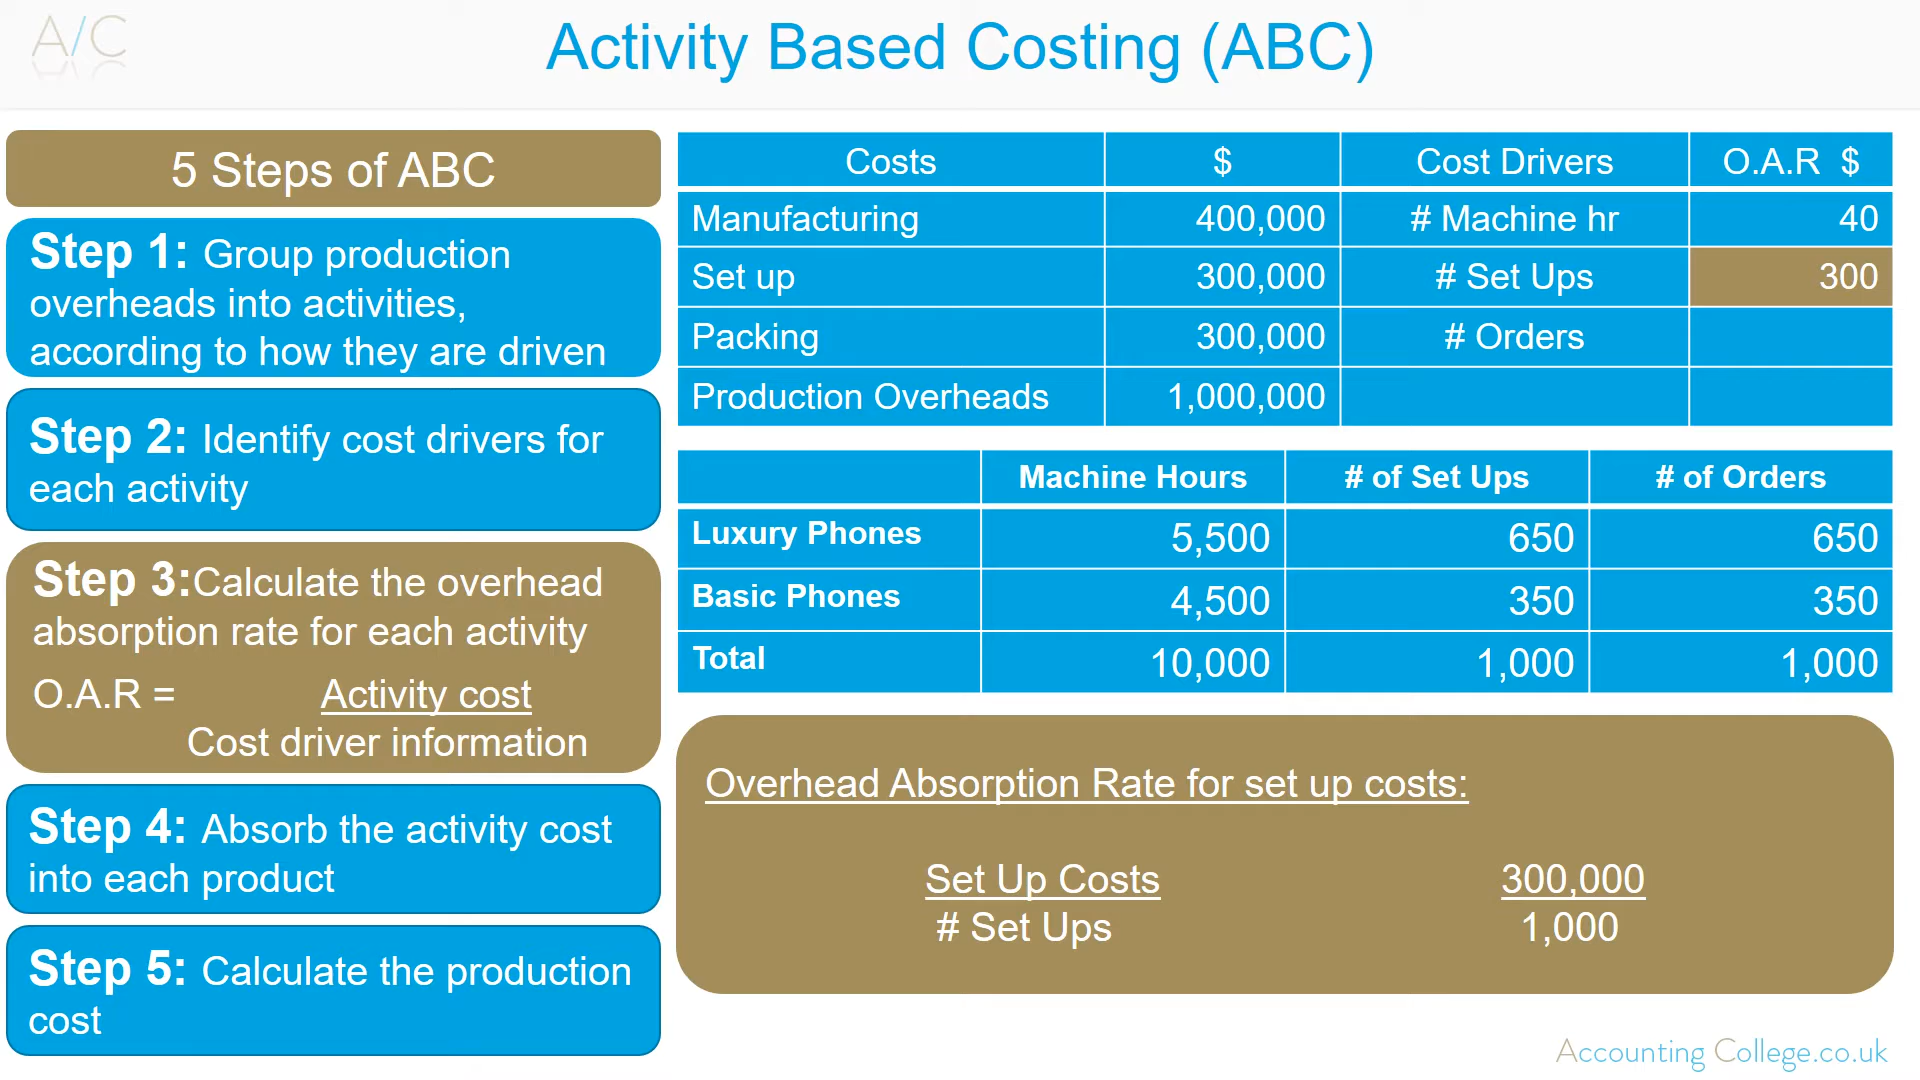 A/C
Activity Based Costing (ABC)
5 Steps of ABC
Step 1: Group production
overheads into activities,
according to how they are driven
Step 2: Identify cost drivers for
each activity
Step 3:Calculate the overhead
absorption rate for each activity
O.A.R = Activity cost
Cost driver information
Step 4: Absorb the activity cost
into each product
Step 5: Calculate the production
cost
Costs $ Cost Drivers O.A.R $
Manufacturing 400,000 # Machine hr 40
Set up 300,000 # Set Ups 300
Packing 300,000 # Orders
Production Overheads 1,000,000
Machine Hours # of Set Ups # of Orders
Luxury Phones 5,500 650 650
Basic Phones 4,500 350 350
Total 10,000 1,000 1,000
Overhead Absorption Rate for set up costs:
Set Up Costs 300,000
# Set Ups 1,000
Accounting College.co.uk